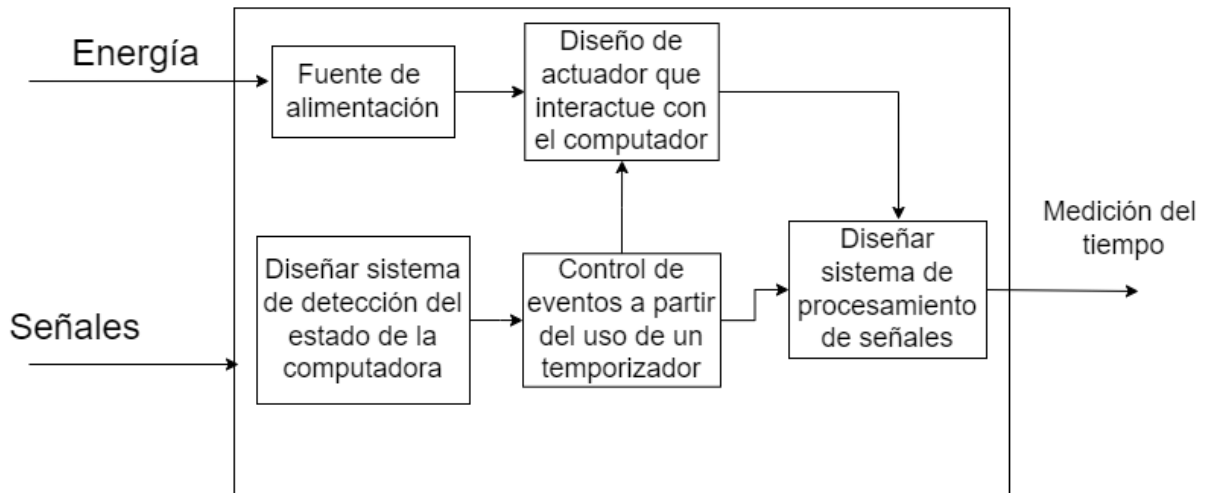 Energía
Fuente de
alimentación
Diseño de
actuador que
interactue con
el computador
Señales
Diseñar sistema
de detección del
estado de la
computadora
Control de
eventos a partir
del uso de un
temporizador
Diseñar
sistema de
procesamiento
de señales
Medición del
tiempo